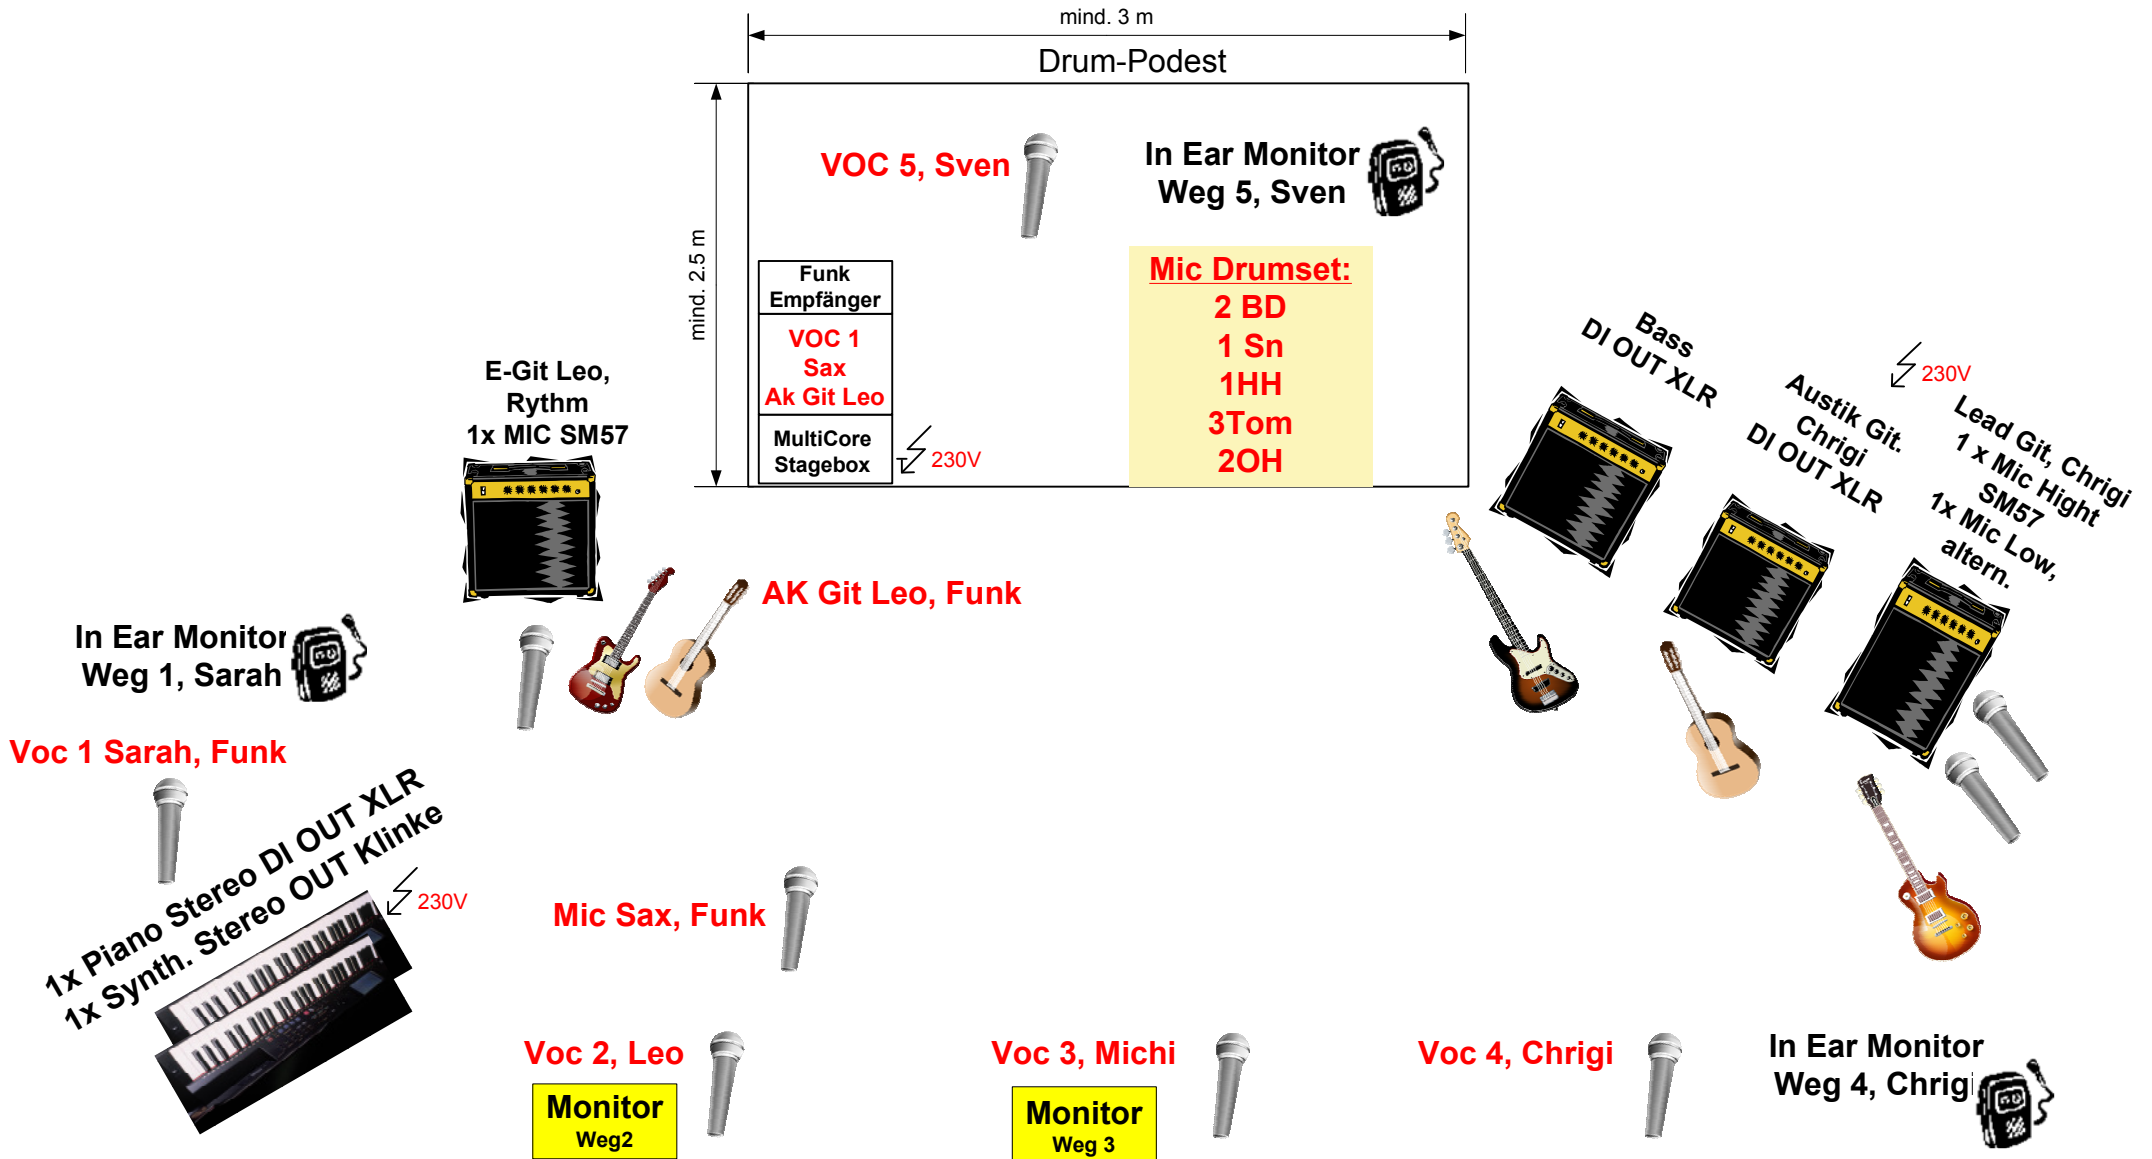 mind. 3 m
Drum-Podest
mind. 2.5 m
VOC 5, Sven
In Ear Monitor
Weg 5, Sven
Funk
Empfänger
VOC 1
Sax
Ak Git Leo
MultiCore
Stagebox
230V
Mic Drumset:
2 BD
1 Sn
1HH
3Tom
2OH
E-Git Leo,
Rythm
1x MIC SM57
AK Git Leo, Funk
Bass
DI OUT XLR
Austik Git.
Chrigi
DI OUT XLR
230V
Lead Git, Chrigi
1 x Mic Hight
SM57
1x Mic Low,
altern.
In Ear Monitor
Weg 1, Sarah
Voc 1 Sarah, Funk
1x Piano Stereo DI OUT XLR
1x Synth. Stereo OUT Klinke
230V
Mic Sax, Funk
Voc 2, Leo
Monitor
Weg2
Voc 3, Michi
Monitor
Weg 3
Voc 4, Chrigi
In Ear Monitor
Weg 4, Chrigi